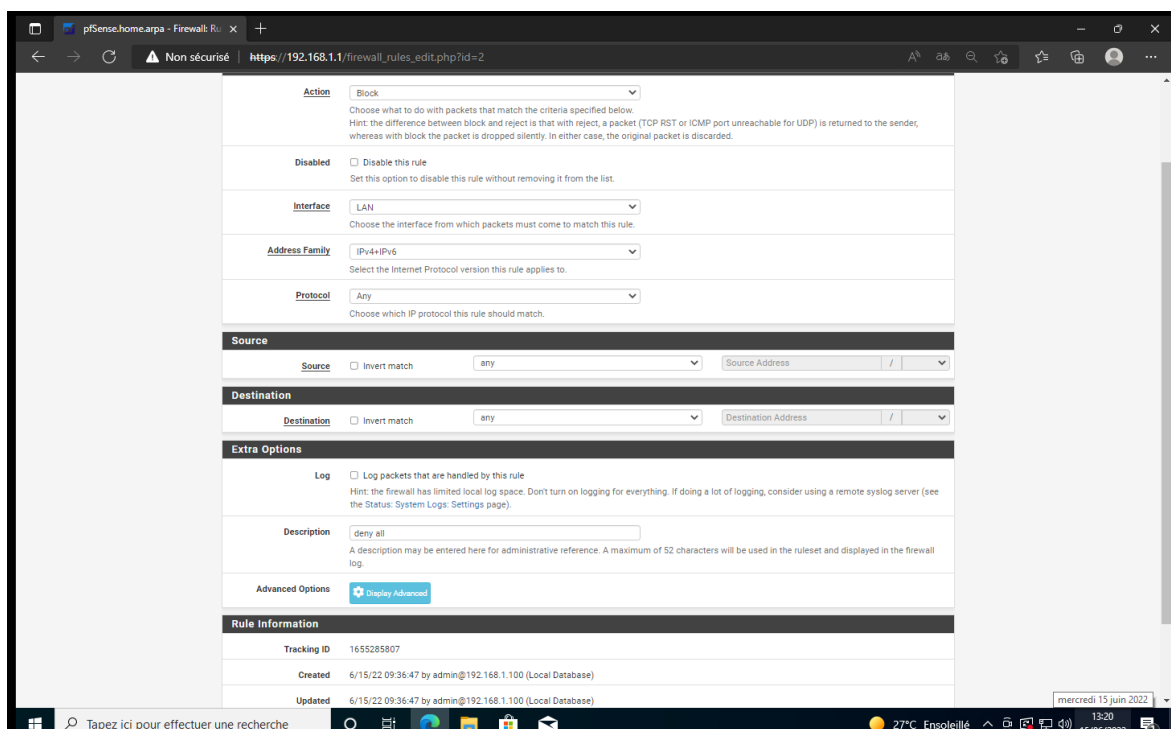 pfSense.home.arpa - Firewall: Ru
Non sécurisé | https://192.168.1.1/firewall_rules_edit.php?id=2
Action Block
Choose what to do with packets that match the criteria specified below.
Hint: the difference between block and reject is that with reject, a packet (TCP RST or ICMP port unreachable for UDP) is returned to the sender,
whereas with block the packet is dropped silently. In either case, the original packet is discarded.
Disabled Disable this rule
Set this option to disable this rule without removing it from the list.
Interface LAN
Choose the interface from which packets must come to match this rule.
Address Family IPv4+IPv6
Select the Internet Protocol version this rule applies to.
Protocol Any
Choose which IP protocol this rule should match.
Source
Source Invert match any Source Address /
Destination
Destination Invert match any Destination Address /
Extra Options
Log Log packets that are handled by this rule
Hint: the firewall has limited local log space. Don't turn on logging for everything. If doing a lot of logging, consider using a remote syslog server (see
the Status: System Logs: Settings page).
Description deny all
A description may be entered here for administrative reference. A maximum of 52 characters will be used in the ruleset and displayed in the firewall
log.
Advanced Options Display Advanced
Rule Information
Tracking ID 1655285807
Created 6/15/22 09:36:47 by admin@192.168.1.100 (Local Database)
Updated 6/15/22 09:36:47 by admin@192.168.1.100 (Local Database)
mercredi 15 juin 2022
Tapez ici pour effectuer une recherche
27°C Ensoleillé
13:20
15/06/2022